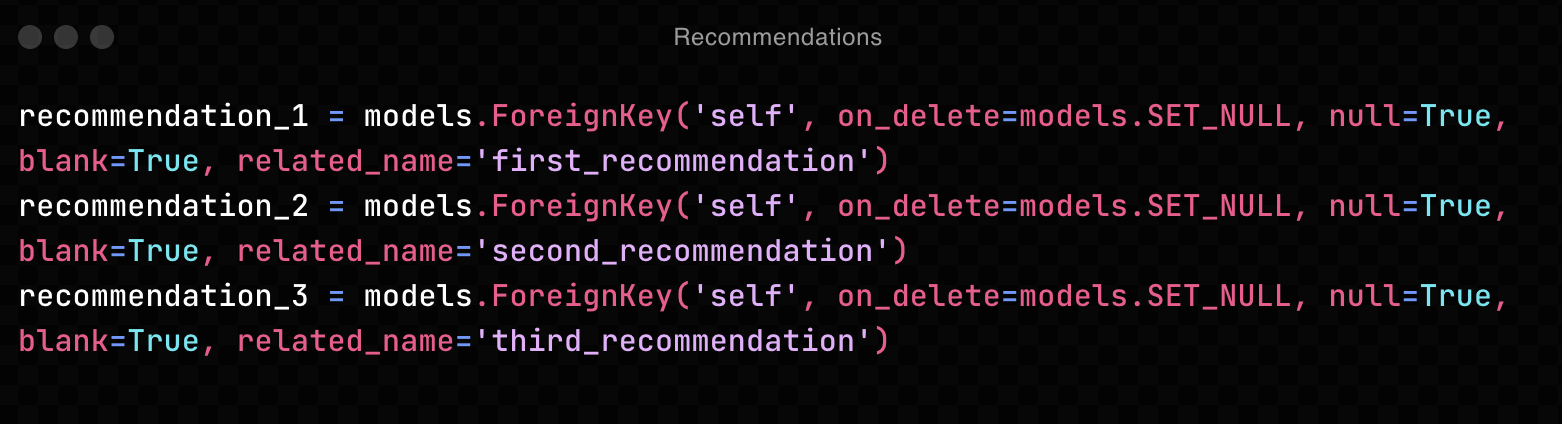 Recommendations
recommendation_1 = models.ForeignKey('self', on_delete=models.SET_NULL, null=True,
blank=True, related_name='first_recommendation')
recommendation_2 = models.ForeignKey('self', on_delete=models.SET_NULL, null=True,
blank=True, related_name='second_recommendation')
recommendation_3 = models.ForeignKey('self', on_delete=models.SET_NULL, null=True,
blank=True, related_name='third_recommendation')